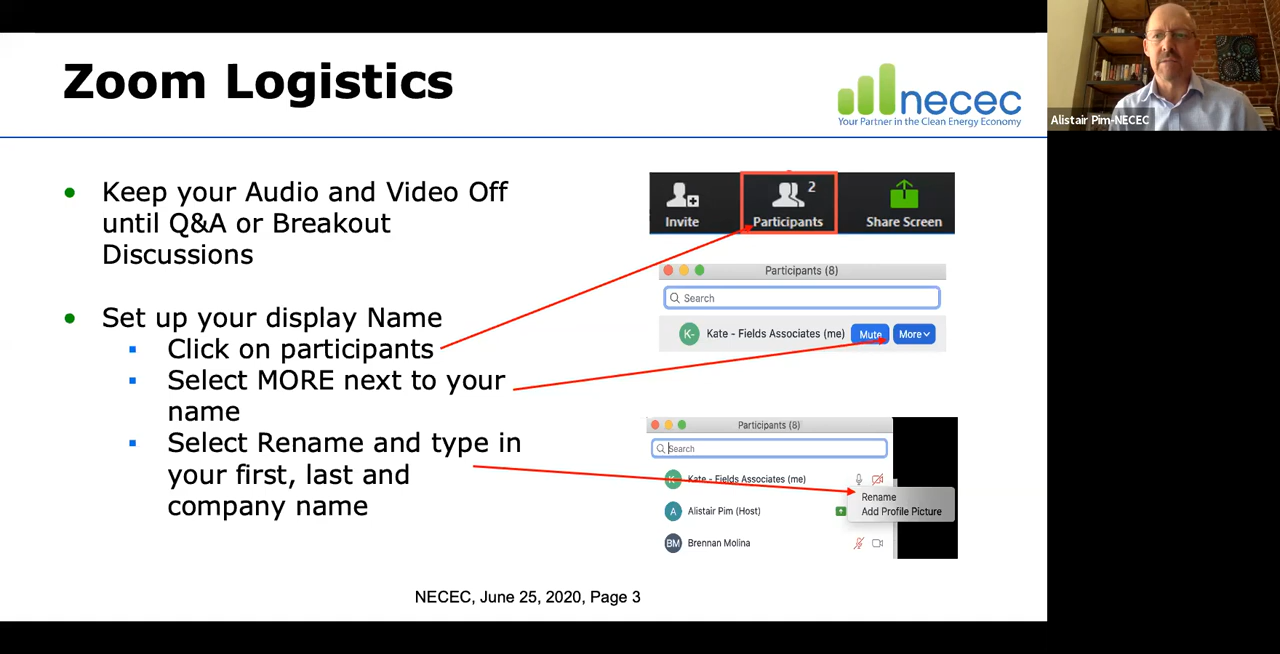 Zoom Logistics
necec
Your Partner in the Clean Energy Economy
Alistair Pim-NECEC
Keep your Audio and Video Off
until Q&A or Breakout
Discussions
Set up your display Name
Click on participants
Select MORE next to your
name
Select Rename and type in
your first, last and
company name
2
Invite
Participants
Share Screen
Participants (8)
Search
K-
Kate - Fields Associates (me)
Mute
More
Participants (8)
Search
K
Kate - Fields Associates (me)
Rename
A
Alistair Pim (Host)
Add Profile Picture
BM
Brennan Molina
NECEC, June 25, 2020, Page 3